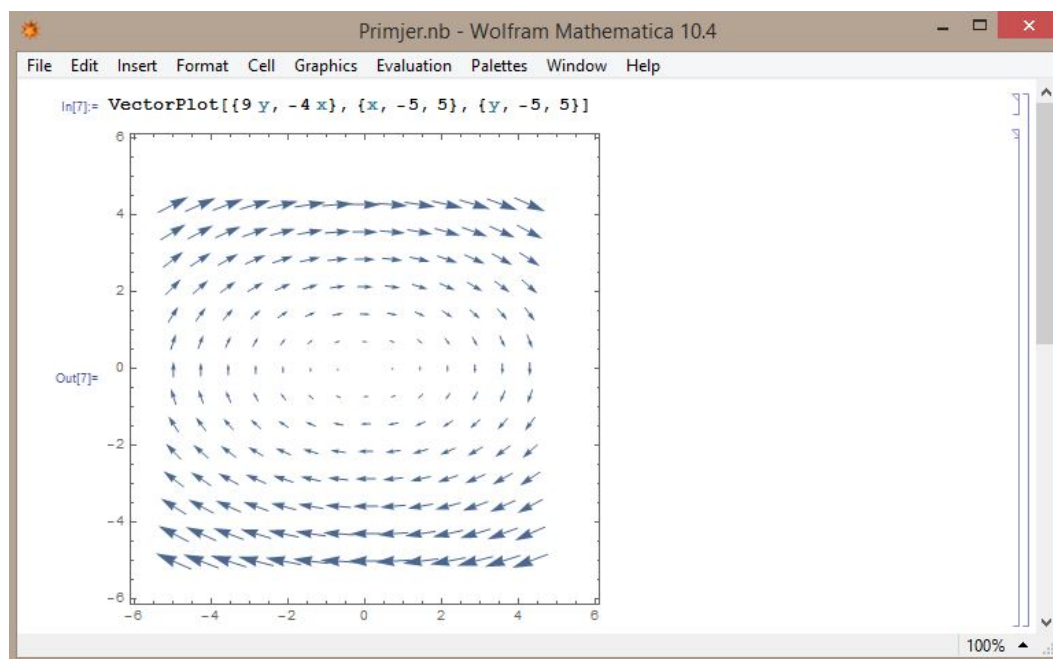 Primjer.nb - Wolfram Mathematica 10.4
File Edit Insert Format Cell Graphics Evaluation Palettes Window Help
In[7]:= VectorPlot[{9 y, -4 x}, {x, -5, 5}, {y, -5, 5}]
Out[7]=
6
4
2
0
-2
-4
-6
-6 -4 -2 0 2 4 6
100%